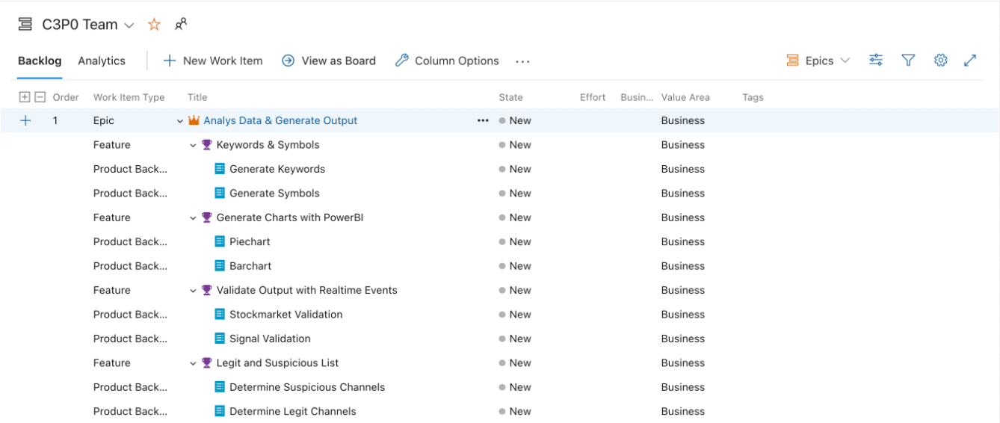 C3P0 Team
Backlog Analytics New Work Item View as Board Column Options ... Epics
Order Work Item Type Title State Effort Busin... Value Area Tags
1 Epic Analys Data & Generate Output ... New Business
Feature Keywords & Symbols New Business
Product Back... Generate Keywords New Business
Product Back... Generate Symbols New Business
Feature Generate Charts with PowerBI New Business
Product Back... Piechart New Business
Product Back... Barchart New Business
Feature Validate Output with Realtime Events New Business
Product Back... Stockmarket Validation New Business
Product Back... Signal Validation New Business
Feature Legit and Suspicious List New Business
Product Back... Determine Suspicious Channels New Business
Product Back... Determine Legit Channels New Business